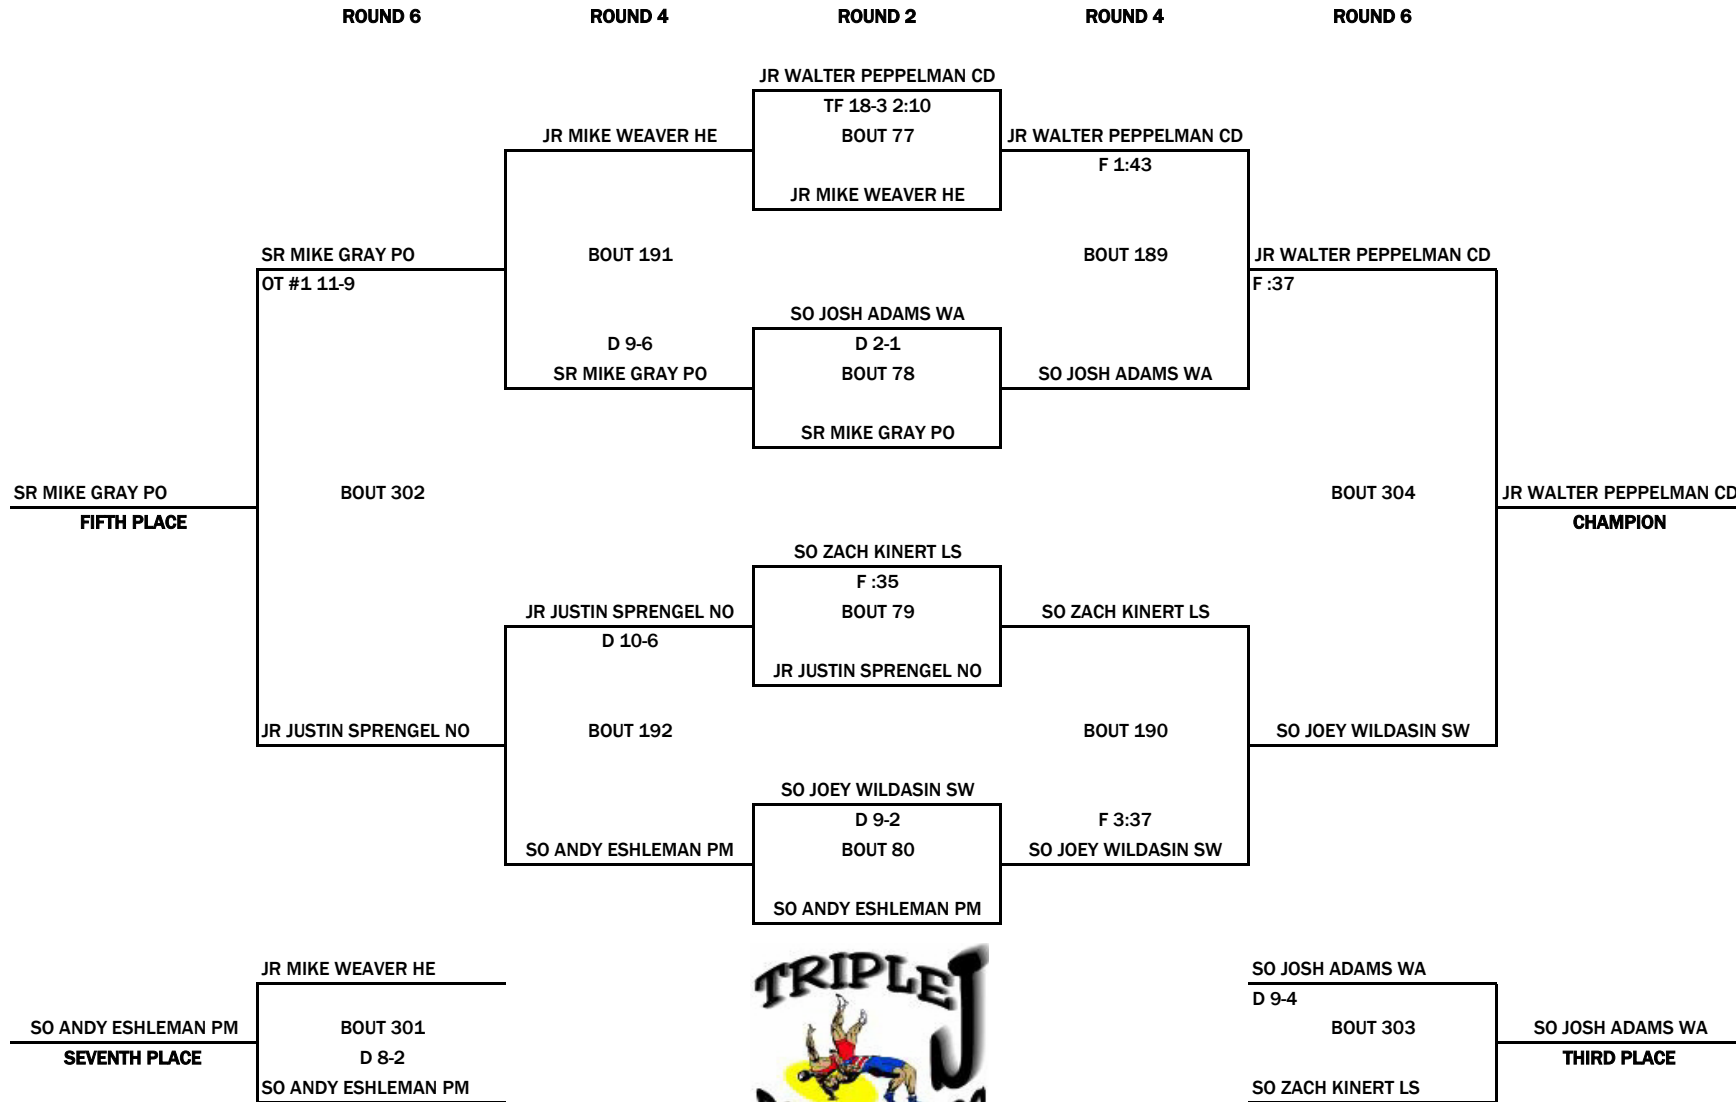 ROUND 6 ROUND 4 ROUND 2 ROUND 4 ROUND 6
JR WALTER PEPPELMAN CD
TF 18-3 2:10
JR MIKE WEAVER HE BOUT 77 JR WALTER PEPPELMAN CD
F 1:43
JR MIKE WEAVER HE
SR MIKE GRAY PO BOUT 191 BOUT 189 JR WALTER PEPPELMAN CD
OT #1 11-9 F :37
SO JOSH ADAMS WA
D 9-6 D 2-1
SR MIKE GRAY PO BOUT 78 SO JOSH ADAMS WA
SR MIKE GRAY PO
SR MIKE GRAY PO BOUT 302 BOUT 304 JR WALTER PEPPELMAN CD
FIFTH PLACE CHAMPION
SO ZACH KINERT LS
F :35
JR JUSTIN SPRENGEL NO BOUT 79 SO ZACH KINERT LS
D 10-6
JR JUSTIN SPRENGEL NO
JR JUSTIN SPRENGEL NO BOUT 192 BOUT 190 SO JOEY WILDASIN SW
SO JOEY WILDASIN SW
D 9-2 F 3:37
SO ANDY ESHLEMAN PM BOUT 80 SO JOEY WILDASIN SW
SO ANDY ESHLEMAN PM
JR MIKE WEAVER HE SO JOSH ADAMS WA
TRIPLE J
D 9-4
SO ANDY ESHLEMAN PM BOUT 301 BOUT 303 SO JOSH ADAMS WA
SEVENTH PLACE D 8-2 THIRD PLACE
SO ANDY ESHLEMAN PM SO ZACH KINERT LS